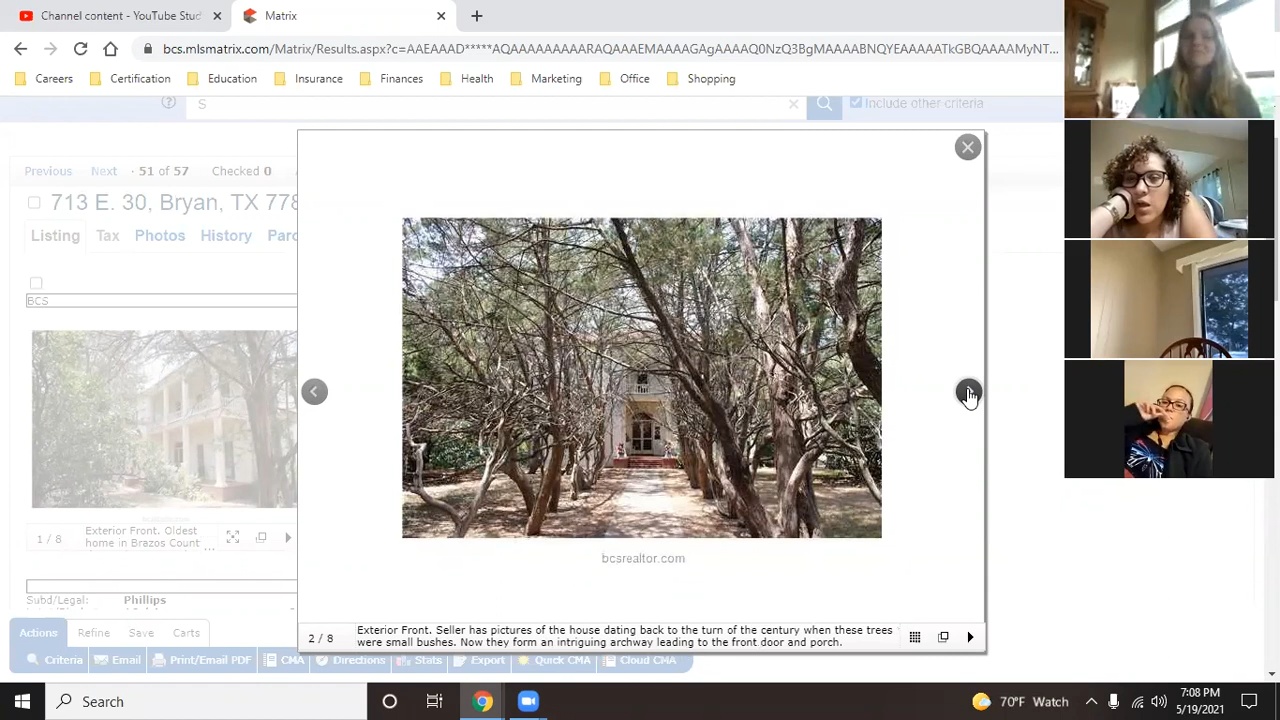 Channel content - YouTube Stud
Matrix
bcs.mlsmatrix.com/Matrix/Results.aspx?c=AAEAAAD*****AQAAAAAAAAARAQAAAEMAAAAGAgAAAAQ0NzQ3BgMAAAABNQYEAAAAATkGBQAAAAMyNT...
Careers Certification Education Insurance Finances Health Marketing Office Shopping
S Include other criteria
Previous Next · 51 of 57 Checked 0
713 E. 30, Bryan, TX 778
Listing Tax Photos History Parc
BCS
bcsrealtor.com
1 / 8
Exterior Front. Oldest
home in Brazos Count
...
Subd/Legal: Phillips
2 / 8
Exterior Front. Seller has pictures of the house dating back to the turn of the century when these trees
were small bushes. Now they form an intriguing archway leading to the front door and porch.
Actions Refine Save Carts
Criteria Email Print/Email PDF CMA Directions Stats Export Quick CMA Cloud CMA
Search
70°F Watch
7:08 PM
5/19/2021